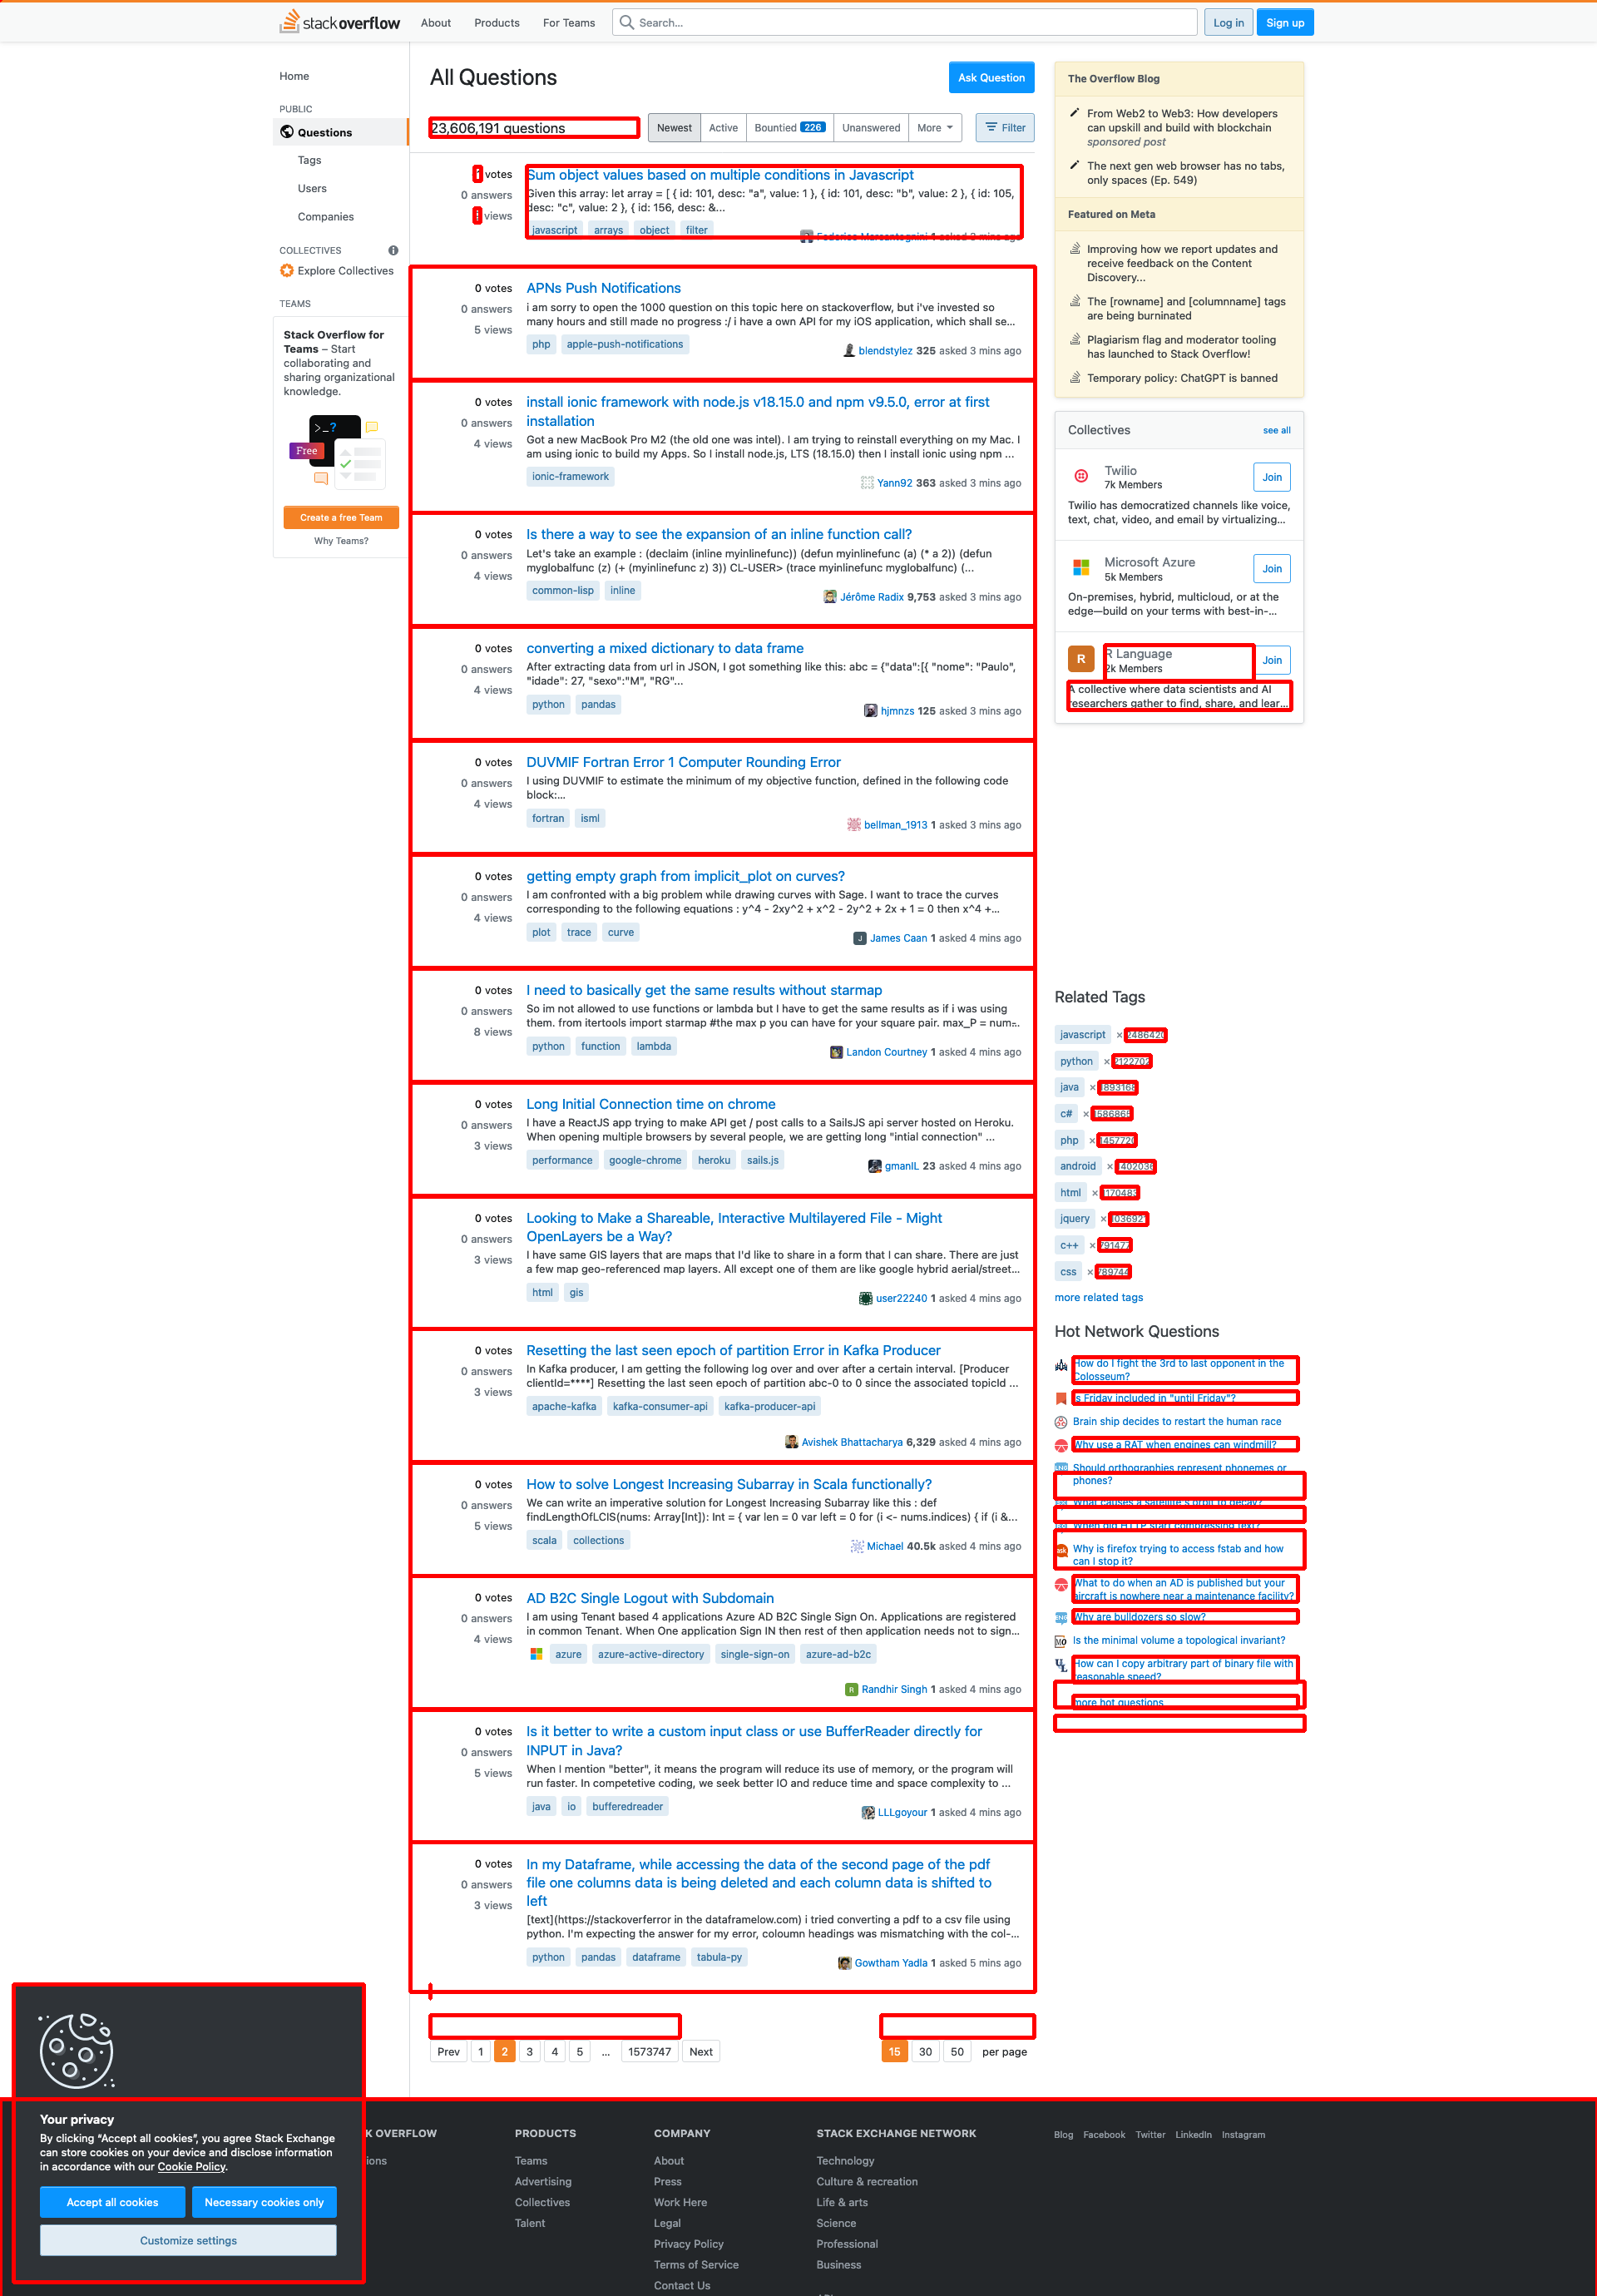 stackoverflow
About
Products
For Teams
Search...
Log in
Sign up
Home
PUBLIC
Questions
Tags
Users
Companies
COLLECTIVES
Explore Collectives
TEAMS
Stack Overflow for
Teams – Start
collaborating and
sharing organizational
knowledge.
>_?
Free
Create a free Team
Why Teams?
All Questions
Ask Question
23,606,191 questions
Newest
Active
Bountied 226
Unanswered
More
Filter
votes
0 answers
views
Sum object values based on multiple conditions in Javascript
Given this array: let array = [ { id: 101, desc: "a", value: 1 }, { id: 101, desc: "b", value: 2 }, { id: 105,
desc: "c", value: 2 }, { id: 156, desc: &...
javascript arrays object filter
asked 3 mins ago
0 votes
0 answers
5 views
APNs Push Notifications
i am sorry to open the 1000 question on this topic here on stackoverflow, but i've invested so
many hours and still made no progress :/ i have a own API for my iOS application, which shall se...
php apple-push-notifications
blendstylez 325 asked 3 mins ago
0 votes
0 answers
4 views
install ionic framework with node.js v18.15.0 and npm v9.5.0, error at first
installation
Got a new MacBook Pro M2 (the old one was intel). I am trying to reinstall everything on my Mac. I
am using ionic to build my Apps. So I install node.js, LTS (18.15.0) then I install ionic using npm ...
ionic-framework
Yann92 363 asked 3 mins ago
0 votes
0 answers
4 views
Is there a way to see the expansion of an inline function call?
Let's take an example : (declaim (inline myinlinefunc)) (defun myinlinefunc (a) (* a 2)) (defun
myglobalfunc (z) (+ (myinlinefunc z) 3)) CL-USER> (trace myinlinefunc myglobalfunc) (...
common-lisp inline
Jérôme Radix 9,753 asked 3 mins ago
0 votes
0 answers
4 views
converting a mixed dictionary to data frame
After extracting data from url in JSON, I got something like this: abc = {"data":[{ "nome": "Paulo",
"idade": 27, "sexo":"M", "RG"...
python pandas
hjmnzs 125 asked 3 mins ago
0 votes
0 answers
4 views
DUVMIF Fortran Error 1 Computer Rounding Error
I using DUVMIF to estimate the minimum of my objective function, defined in the following code
block:...
fortran isml
bellman_1913 1 asked 3 mins ago
0 votes
0 answers
4 views
getting empty graph from implicit_plot on curves?
I am confronted with a big problem while drawing curves with Sage. I want to trace the curves
corresponding to the following equations : y^4 - 2xy^2 + x^2 - 2y^2 + 2x + 1 = 0 then x^4 +...
plot trace curve
James Caan 1 asked 4 mins ago
0 votes
0 answers
8 views
I need to basically get the same results without starmap
So im not allowed to use functions or lambda but I have to get the same results as if i was using
them. from itertools import starmap #the max p you can have for your square pair. max_P = num-...
python function lambda
Landon Courtney 1 asked 4 mins ago
0 votes
0 answers
3 views
Long Initial Connection time on chrome
I have a ReactJS app trying to make API get / post calls to a SailsJS api server hosted on Heroku.
When opening multiple browsers by several people, we are getting long "intial connection" ...
performance google-chrome heroku sails.js
gmanIL 23 asked 4 mins ago
0 votes
0 answers
3 views
Looking to Make a Shareable, Interactive Multilayered File - Might
OpenLayers be a Way?
I have same GIS layers that are maps that I'd like to share in a form that I can share. There are just
a few map geo-referenced map layers. All except one of them are like google hybrid aerial/street...
html gis
user22240 1 asked 4 mins ago
0 votes
0 answers
3 views
Resetting the last seen epoch of partition Error in Kafka Producer
In Kafka producer, I am getting the following log over and over after a certain interval. [Producer
clientId=****] Resetting the last seen epoch of partition abc-0 to 0 since the associated topicId ...
apache-kafka kafka-consumer-api kafka-producer-api
Avishek Bhattacharya 6,329 asked 4 mins ago
0 votes
0 answers
5 views
How to solve Longest Increasing Subarray in Scala functionally?
We can write an imperative solution for Longest Increasing Subarray like this : def
findLengthOfLCIS(nums: Array[Int]): Int = { var len = 0 var left = 0 for (i <- nums.indices) { if (i &...
scala collections
Michael 40.5k asked 4 mins ago
0 votes
0 answers
4 views
AD B2C Single Logout with Subdomain
I am using Tenant based 4 applications Azure AD B2C Single Sign On. Applications are registered
in common Tenant. When One application Sign IN then rest of then application needs not to sign...
azure azure-active-directory single-sign-on azure-ad-b2c
Randhir Singh 1 asked 4 mins ago
0 votes
0 answers
5 views
Is it better to write a custom input class or use BufferReader directly for
INPUT in Java?
When I mention "better", it means the program will reduce its use of memory, or the program will
run faster. In competetive coding, we seek better IO and reduce time and space complexity to ...
java io bufferedreader
LLLgoyour 1 asked 4 mins ago
0 votes
0 answers
3 views
In my Dataframe, while accessing the data of the second page of the pdf
file one columns data is being deleted and each column data is shifted to
left
[text](https://stackoverferror in the dataframelow.com) i tried converting a pdf to a csv file using
python. I'm expecting the answer for my error, coloumn headings was mismatching with the col-...
python pandas dataframe tabula-py
Gowtham Yadla 1 asked 5 mins ago
Prev 1 2 3 4 5 ... 1573747 Next
15 30 50 per page
The Overflow Blog
From Web2 to Web3: How developers
can upskill and build with blockchain
sponsored post
The next gen web browser has no tabs,
only spaces (Ep. 549)
Featured on Meta
Improving how we report updates and
receive feedback on the Content
Discovery...
The [rowname] and [columnname] tags
are being burninated
Plagiarism flag and moderator tooling
has launched to Stack Overflow!
Temporary policy: ChatGPT is banned
Collectives
see all
Twilio
7k Members
Join
Twilio has democratized channels like voice,
text, chat, video, and email by virtualizing...
Microsoft Azure
5k Members
Join
On-premises, hybrid, multicloud, or at the
edge—build on your terms with best-in-...
R
R Language
2k Members
Join
A collective where data scientists and AI
researchers gather to find, share, and lear...
Related Tags
javascript ×
python ×
java ×
c# ×
php ×
android ×
html ×
jquery ×
c++ ×
css ×
more related tags
Hot Network Questions
How do I fight the 3rd to last opponent in the
Colosseum?
Is Friday included in "until Friday"?
Brain ship decides to restart the human race
Why use a RAT when engines can windmill?
Should orthographies represent phonemes or
phones?
What causes a satellite's orbit to decay?
When did HTTP start compressing text?
Why is firefox trying to access fstab and how
can I stop it?
What to do when an AD is published but your
aircraft is nowhere near a maintenance facility?
Why are bulldozers so slow?
Is the minimal volume a topological invariant?
How can I copy arbitrary part of binary file with
reasonable speed?
more hot questions
Your privacy
By clicking “Accept all cookies”, you agree Stack Exchange
can store cookies on your device and disclose information
in accordance with our Cookie Policy.
Accept all cookies
Necessary cookies only
Customize settings
K OVERFLOW
ions
PRODUCTS
Teams
Advertising
Collectives
Talent
COMPANY
About
Press
Work Here
Legal
Privacy Policy
Terms of Service
Contact Us
STACK EXCHANGE NETWORK
Technology
Culture & recreation
Life & arts
Science
Professional
Business
Blog Facebook Twitter LinkedIn Instagram